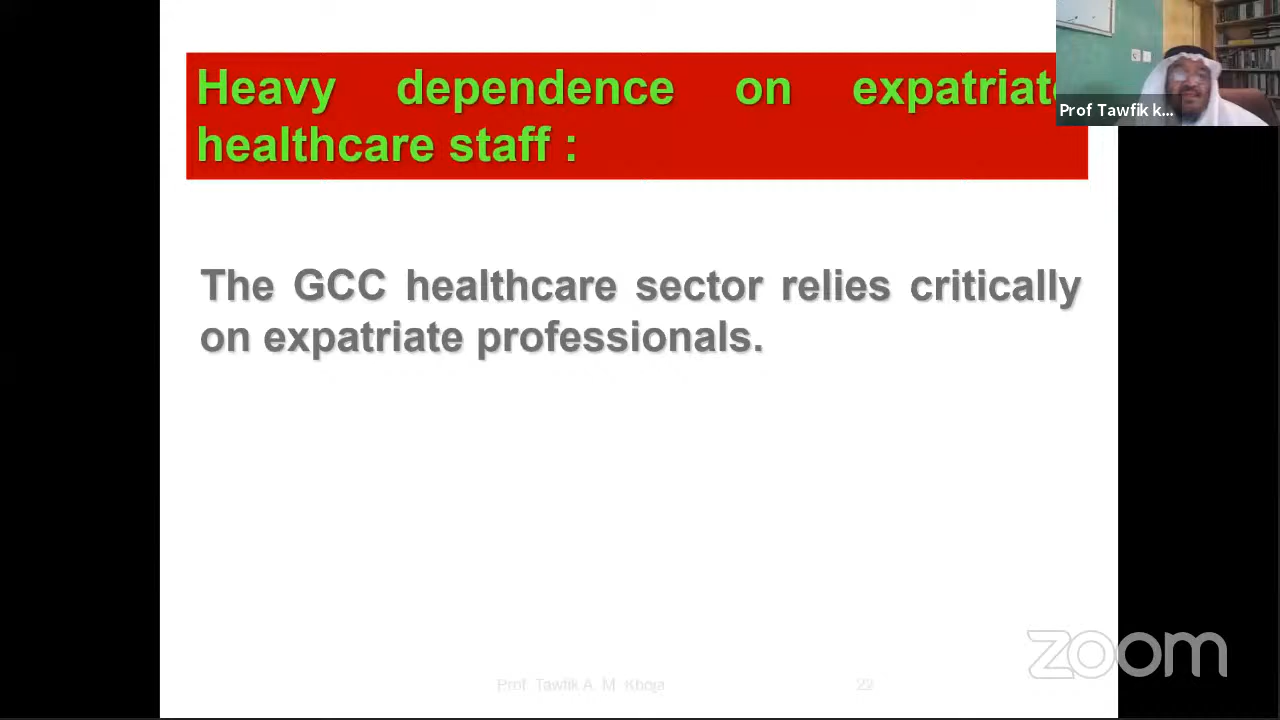 Heavy dependence on expatriate
healthcare staff :
Prof Tawfik k...
The GCC healthcare sector relies critically
on expatriate professionals.
zoom
Prof. Tawfik A. M. Khoja
22